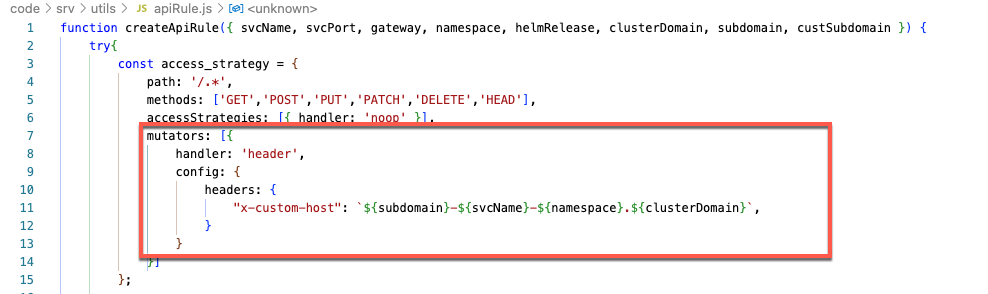 code > srv > utils > JS apiRule.js > <unknown>
1 function createApiRule({ svcName, svcPort, gateway, namespace, helmRelease, clusterDomain, subdomain, custSubdomain }) {
2 try{
3 const access_strategy = {
4 path: '/.*',
5 methods: ['GET','POST','PUT','PATCH','DELETE','HEAD'],
6 accessStrategies: [{ handler: 'noop' }],
7 mutators: [{
8 handler: 'header',
9 config: {
10 headers: {
11 "x-custom-host": `${subdomain}-${svcName}-${namespace}.${clusterDomain}`,
12 }
13 }
14 }]
15 };